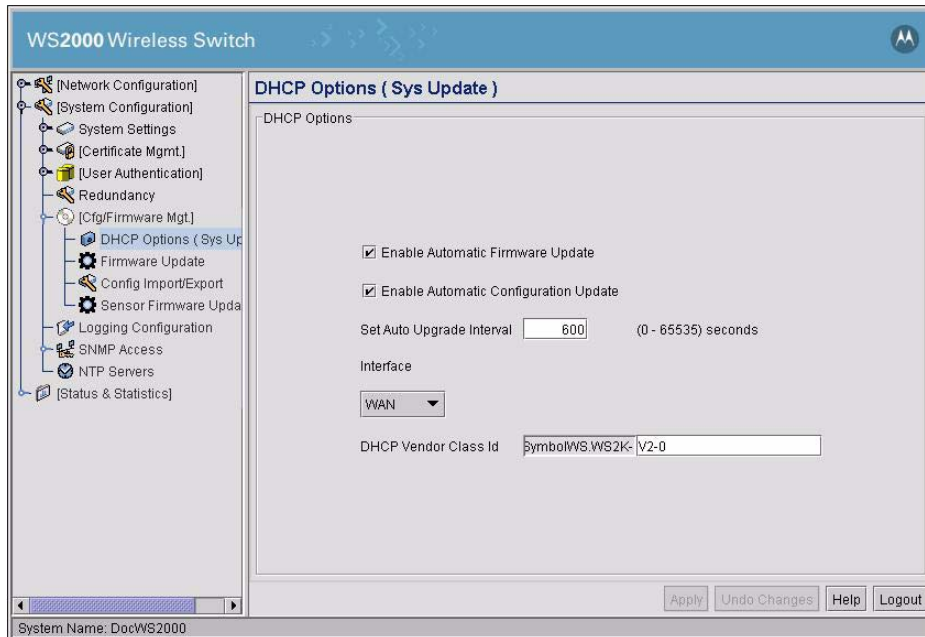 WS2000 Wireless Switch
[Network Configuration]
[System Configuration]
System Settings
[Certificate Mgmt.]
[User Authentication]
Redundancy
[Cfg/Firmware Mgt.]
DHCP Options ( Sys Up
Firmware Update
Config Import/Export
Sensor Firmware Upda
Logging Configuration
SNMP Access
NTP Servers
[Status & Statistics]
DHCP Options ( Sys Update )
DHCP Options
Enable Automatic Firmware Update
Enable Automatic Configuration Update
Set Auto Upgrade Interval 600 (0 - 65535) seconds
Interface
WAN
DHCP Vendor Class Id SymbolWS.WS2K- V2-0
Apply Undo Changes Help Logout
System Name: DocWS2000